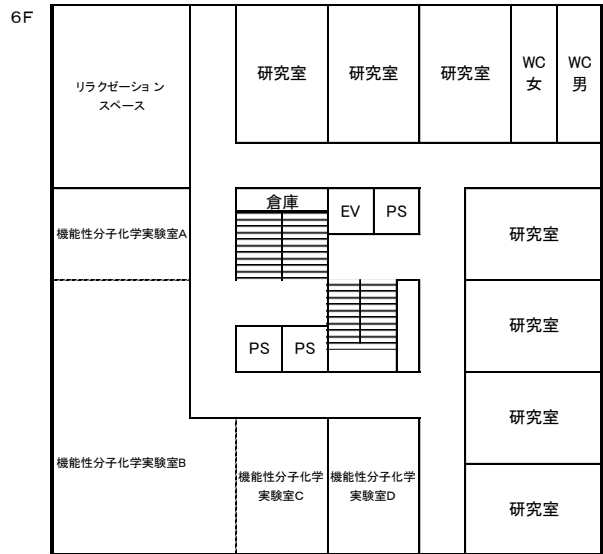 6F
リラクゼーション
スペース
研究室
研究室
研究室
WC
女
WC
男
機能性分子化学実験室A
倉庫
EV
PS
研究室
研究室
PS
PS
研究室
機能性分子化学実験室B
機能性分子化学
実験室C
機能性分子化学
実験室D
研究室